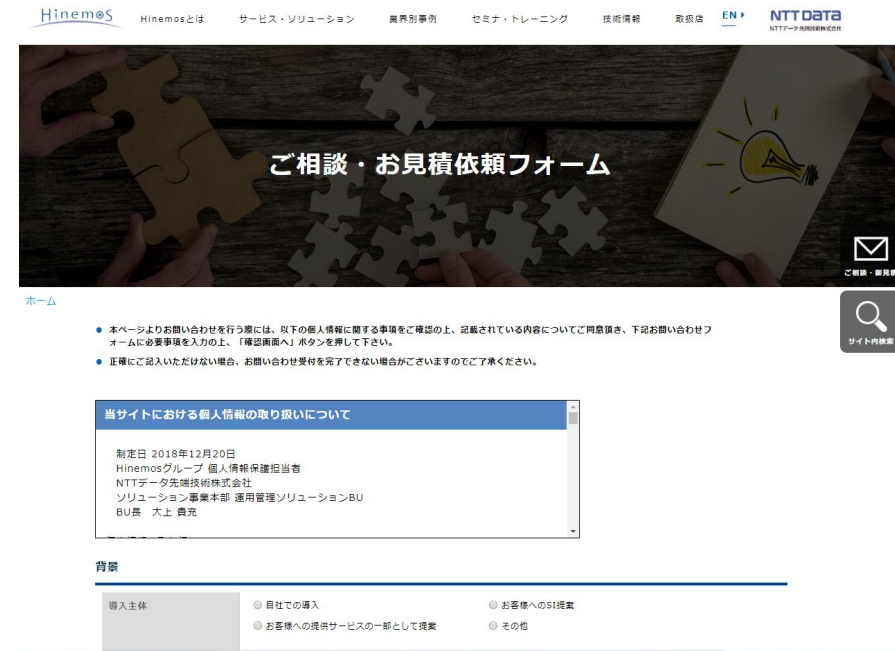 Hinemos
Hinemosとは
サービス・ソリューション
業界別事例
セミナ・トレーニング
技術情報
取扱店
EN
NTT DATA
NTTデータ先端技術株式会社
ご相談・お見積依頼フォーム
ご相談・御見積
サイト内検索
ホーム
本ページよりお問い合わせを行う際には、以下の個人情報に関する事項をご確認の上、記載されている内容についてご同意頂き、下記お問い合わせフ
ォームに必要事項を入力の上、「確認画面へ」ボタンを押して下さい。
正確にご記入いただけない場合、お問い合わせ受付を完了できない場合がございますのでご了承ください。
当サイトにおける個人情報の取り扱いについて
制定日 2018年12月20日
Hinemosグループ 個人情報保護担当者
NTTデータ先端技術株式会社
ソリューション事業本部 運用管理ソリューションBU
BU長　大上 貴充
背景
導入主体
自社での導入
お客様へのSI提案
お客様への提供サービスの一部として提案
その他